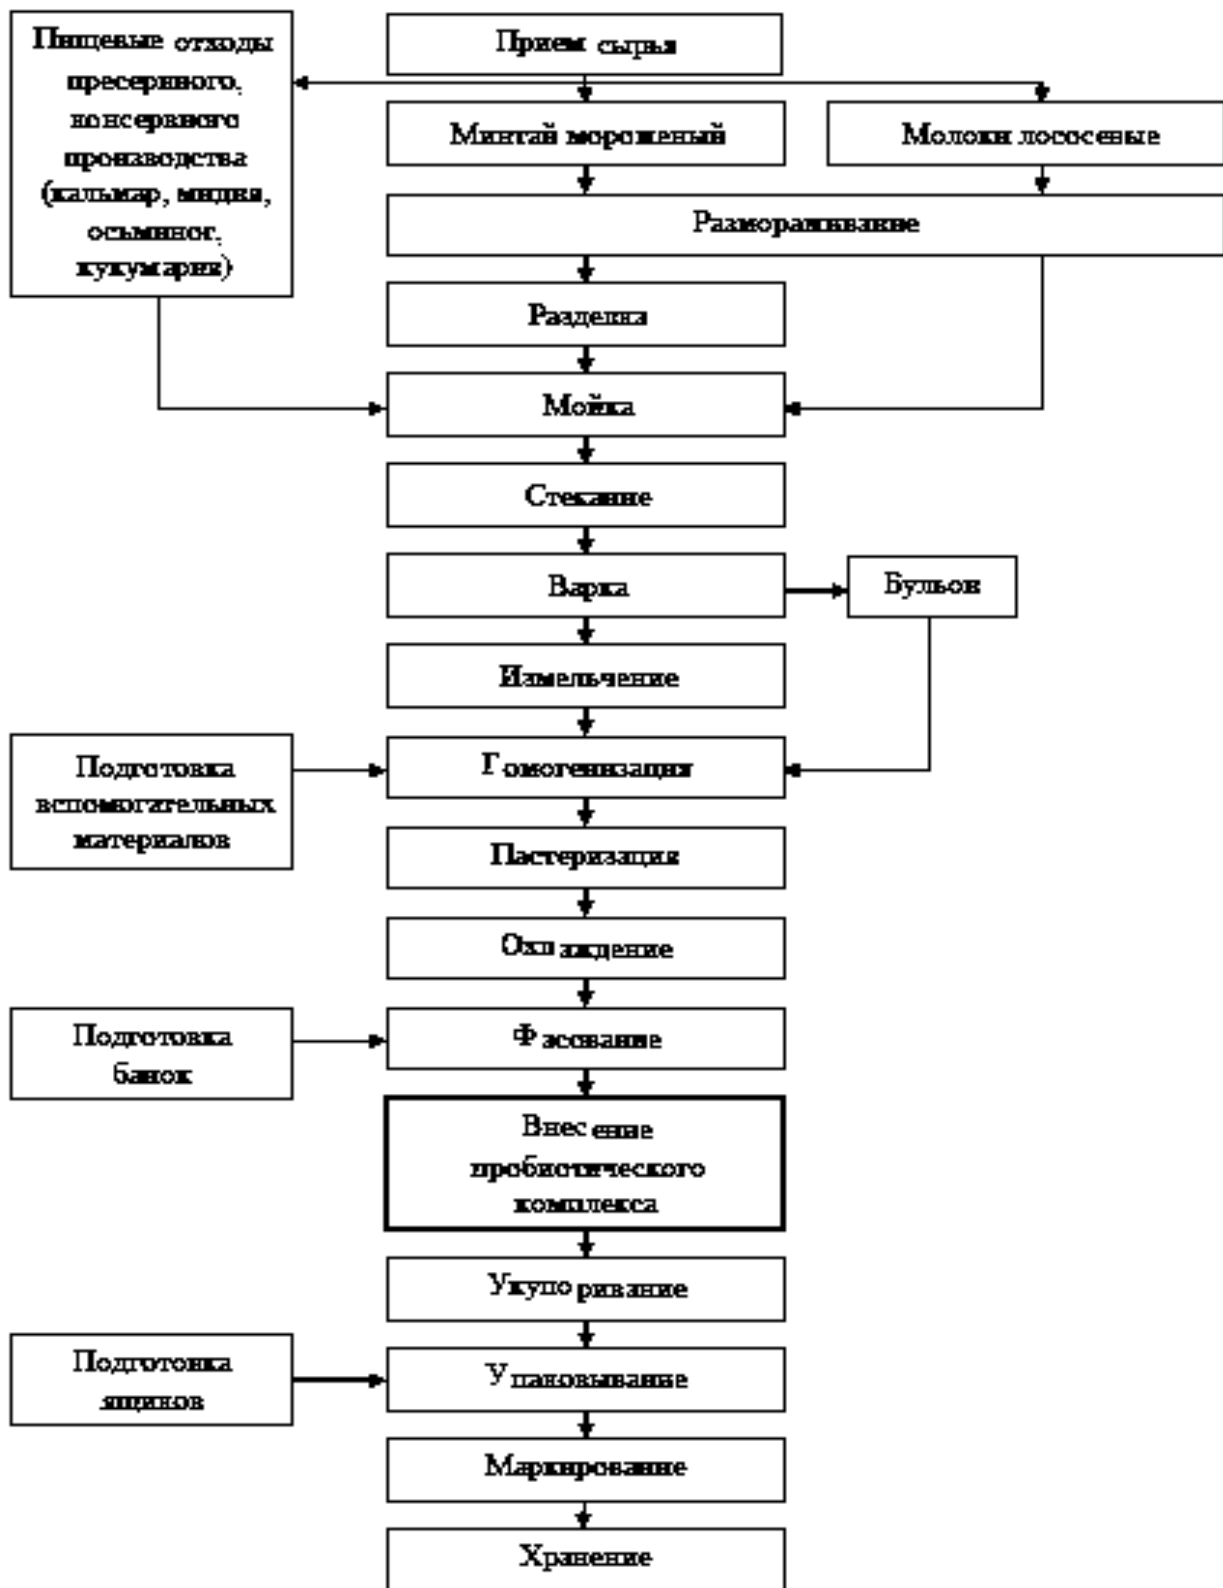 Прием сырья
Пищевые отходы
пресервного,
консервного
производства
(кальмар, мидия,
осьминог,
кукумария)
Минтай мороженый
Молоки лососевые
Размораживание
Разделка
Мойка
Стекание
Варка
Бульон
Измельчение
Подготовка
вспомогательных
материалов
Гомогенизация
Пастеризация
Охлаждение
Подготовка
банок
Фасование
Внесение
пробиотического
комплекса
Укупоривание
Подготовка
ящиков
Упаковывание
Маркирование
Хранение